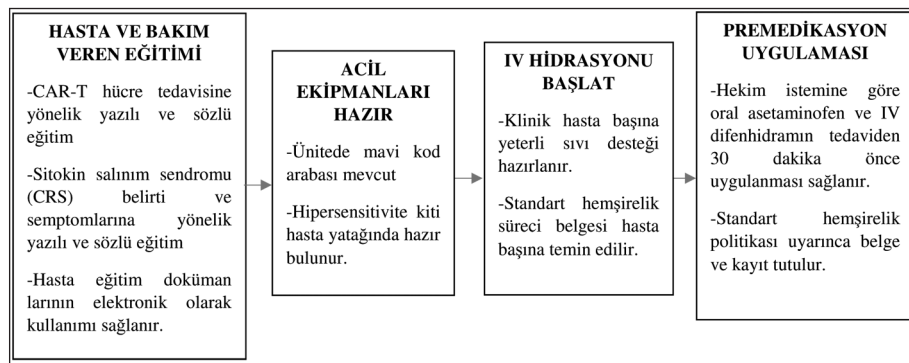 HASTA VE BAKIM
VEREN EĞİTİMİ
-CAR-T hücre tedavisine
yönelik yazılı ve sözlü
eğitim
-Sitokin salınım sendromu
(CRS) belirti ve
semptomlarına yönelik
yazılı ve sözlü eğitim
-Hasta eğitim doküman
larının elektronik olarak
kullanımı sağlanır.
ACİL
EKİPMANLARI
HAZIR
-Ünitede mavi kod
arabası mevcut
-Hipersensitivite kiti
hasta yatağında hazır
bulunur.
IV HİDRASYONU
BAŞLAT
-Klinik hasta başına
yeterli sıvı desteği
hazırlanır.
-Standart hemşirelik
süreci belgesi hasta
başına temin edilir.
PREMEDİKASYON
UYGULAMASI
-Hekim istemine göre
oral asetaminofen ve IV
difenhidramın tedaviden
30 dakika önce
uygulanması sağlanır.
-Standart hemşirelik
politikası uyarınca belge
ve kayıt tutulur.